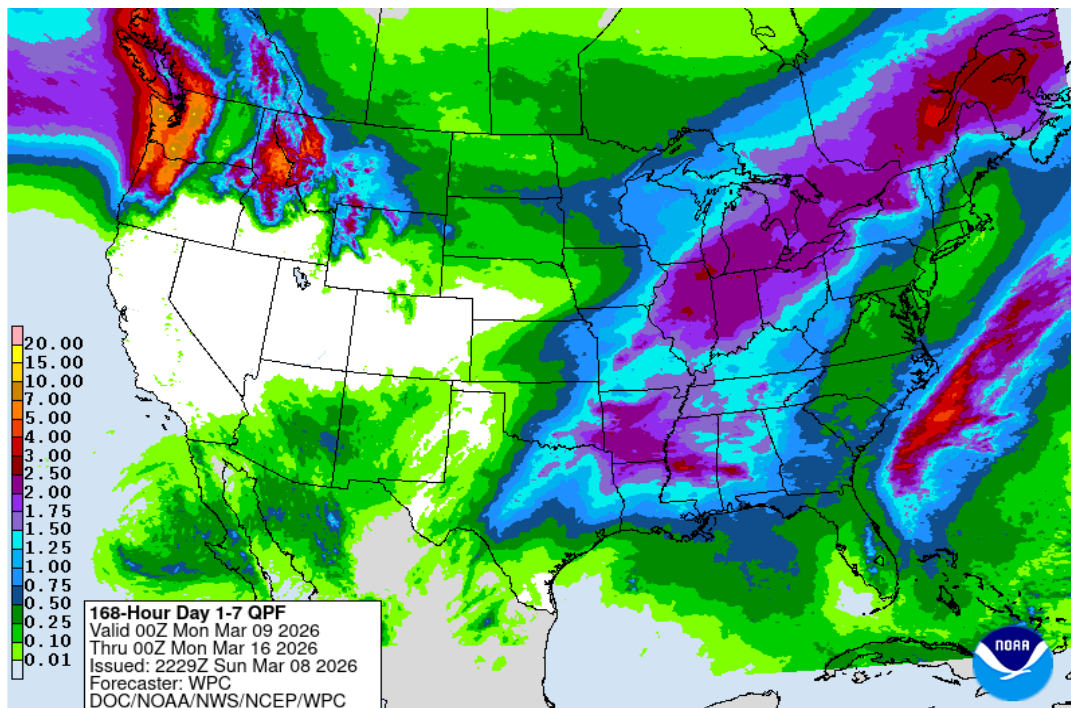 20.00
15.00
10.00
7.00
5.00
4.00
3.00
2.50
2.00
1.75
1.50
1.25
1.00
0.75
0.50
0.25
0.10
0.01
168-Hour Day 1-7 QPF
Valid 00Z Mon Mar 09 2026
Thru 00Z Mon Mar 16 2026
Issued: 2229Z Sun Mar 08 2026
Forecaster: WPC
DOC/NOAA/NWS/NCEP/WPC
NOAA